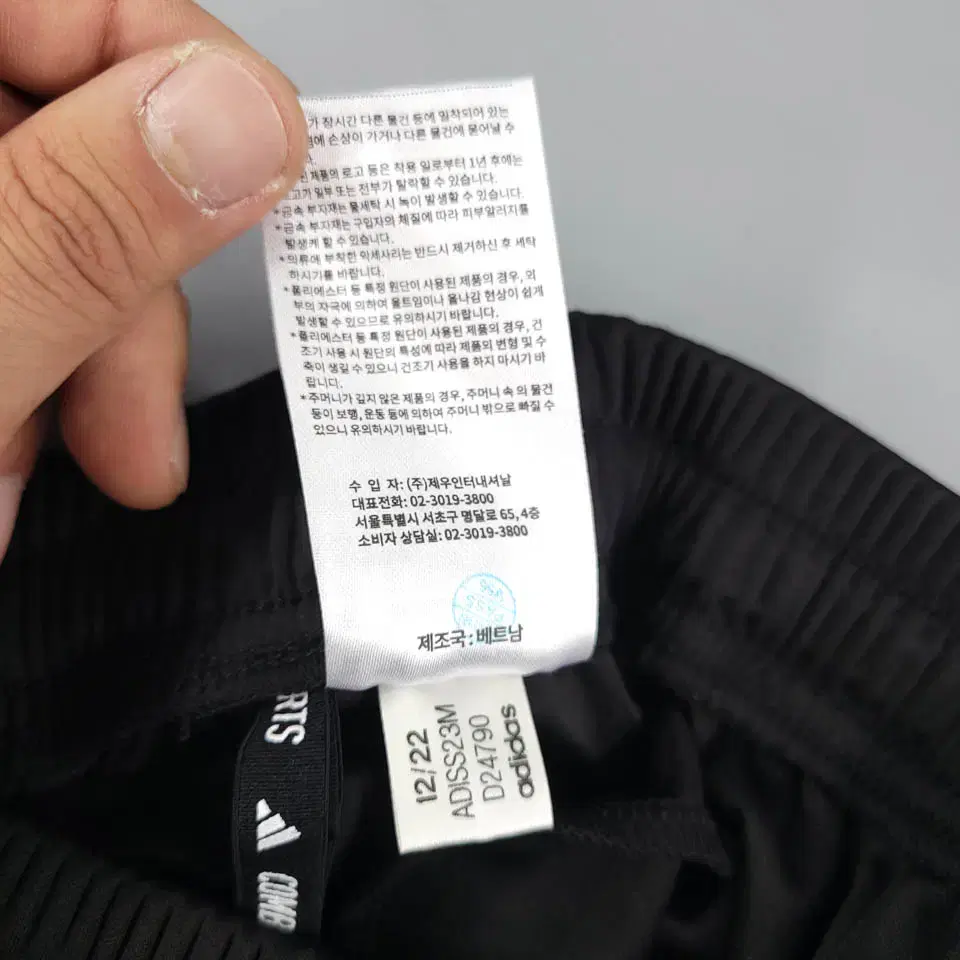 가 장시간 다른 물건 등에 밀착되어 있는
손상이 가거나 다른 물건에 묻어날 수
제품의 로고 등은 착용 일로부터 1년 후에는
일부 또는 전부가 탈락할 수 있습니다.
*금속 부자재는 물세탁 시 녹이 발생할 수 있습니다.
*금속 부자재는 구입자의 체질에 따라 피부알러지를
발생케 할 수 있습니다.
*의류에 부착한 악세사리는 반드시 제거하신 후 세탁
하시기를 바랍니다.
*폴리에스터 등 특정 원단이 사용된 제품의 경우, 외
부의 자극에 의하여 올트임이나 올나감 현상이 쉽게
발생할 수 있으므로 유의하시기 바랍니다.
*폴리에스터 등 특정 원단이 사용된 제품의 경우, 건
조기 사용 시 원단의 특성에 따라 제품의 변형 및 수
축이 생길 수 있으니 건조기 사용을 하지 마시기 바
랍니다.
*주머니가 깊지 않은 제품의 경우, 주머니 속의 물건
등이 보행, 운동 등에 의하여 주머니 밖으로 빠질 수
있으니 유의하시기 바랍니다.
수 입 자: (주)제우인터내셔날
대표전화: 02-3019-3800
서울특별시 서초구 명달로 65, 4층
소비자 상담실: 02-3019-3800
제조국: 베트남
12/22
ADISS23M
D24790
adidas
RTS
COMB